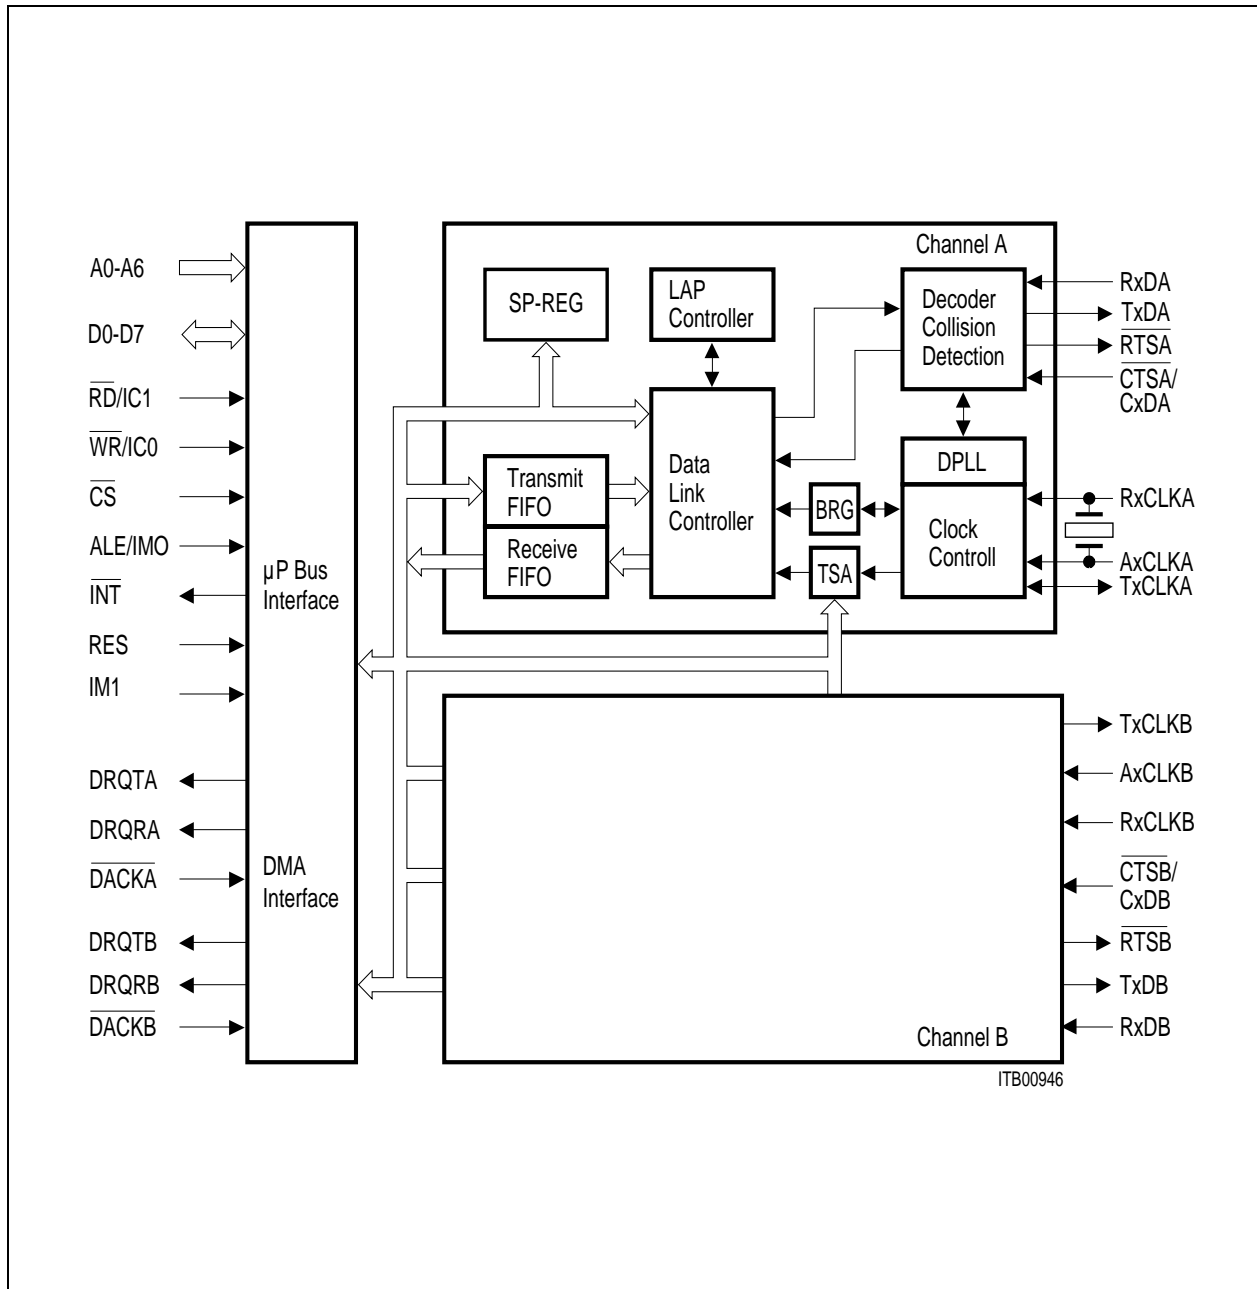 Channel A
A0-A6
D0-D7
RD/IC1
WR/IC0
CS
ALE/IMO
INT
RES
IM1
DRQTA
DRQRA
DACKA
DRQTB
DRQRB
DACKB
µP Bus
Interface
DMA
Interface
SP-REG
LAP
Controller
Decoder
Collision
Detection
Transmit
FIFO
Receive
FIFO
Data
Link
Controller
BRG
TSA
DPLL
Clock
Controll
RxDA
TxDA
RTSA
CTSA/
CxDA
RxCLKA
AxCLKA
TxCLKA
TxCLKB
AxCLKB
RxCLKB
CTSB/
CxDB
RTSB
TxDB
RxDB
Channel B
ITB00946